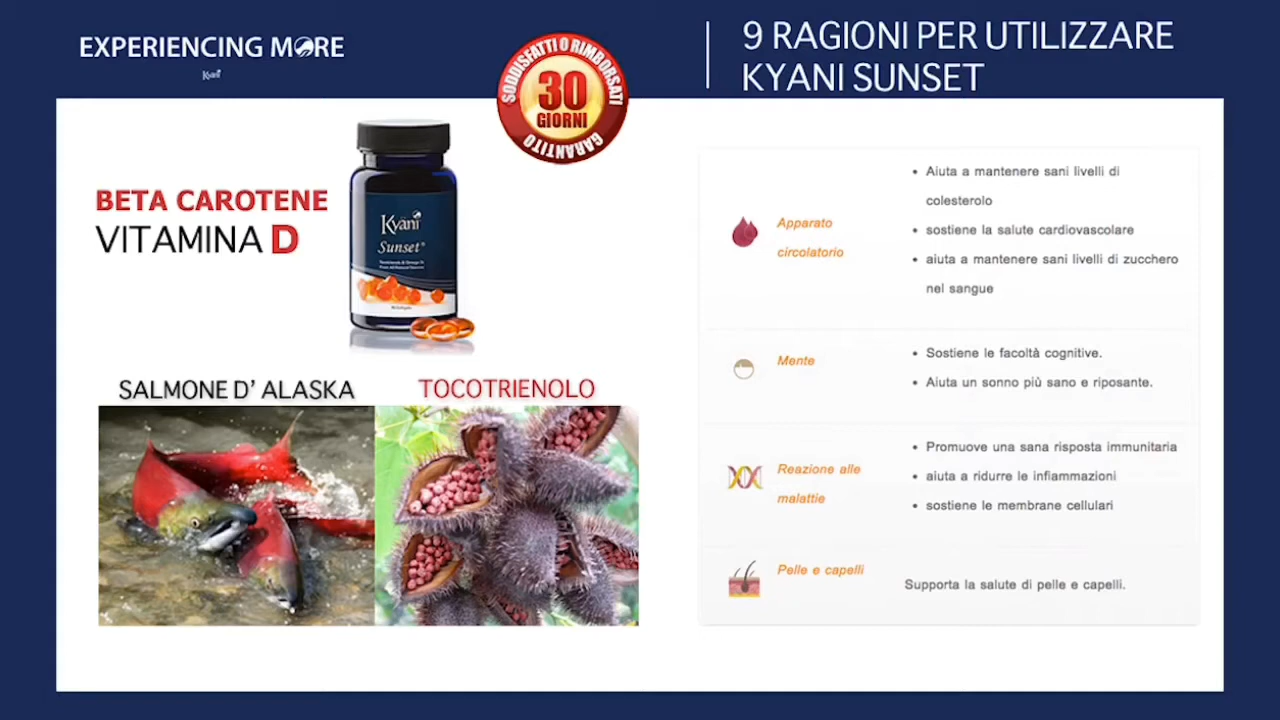 EXPERIENCING MORE
Kyäni
SODDISFATTI O RIMBORSATI
30
GIORNI
GARANTITO
9 RAGIONI PER UTILIZZARE
KYANI SUNSET
BETA CAROTENE
VITAMINA D
Kyäni
Sunset®
SALMONE D' ALASKA
TOCOTRIENOLO
Apparato
circolatorio
• Aiuta a mantenere sani livelli di
colesterolo
• sostiene la salute cardiovascolare
• aiuta a mantenere sani livelli di zucchero
nel sangue
Mente
• Sostiene le facoltà cognitive.
• Aiuta un sonno più sano e riposante.
Reazione alle
malattie
• Promuove una sana risposta immunitaria
• aiuta a ridurre le infiammazioni
• sostiene le membrane cellulari
Pelle e capelli
Supporta la salute di pelle e capelli.